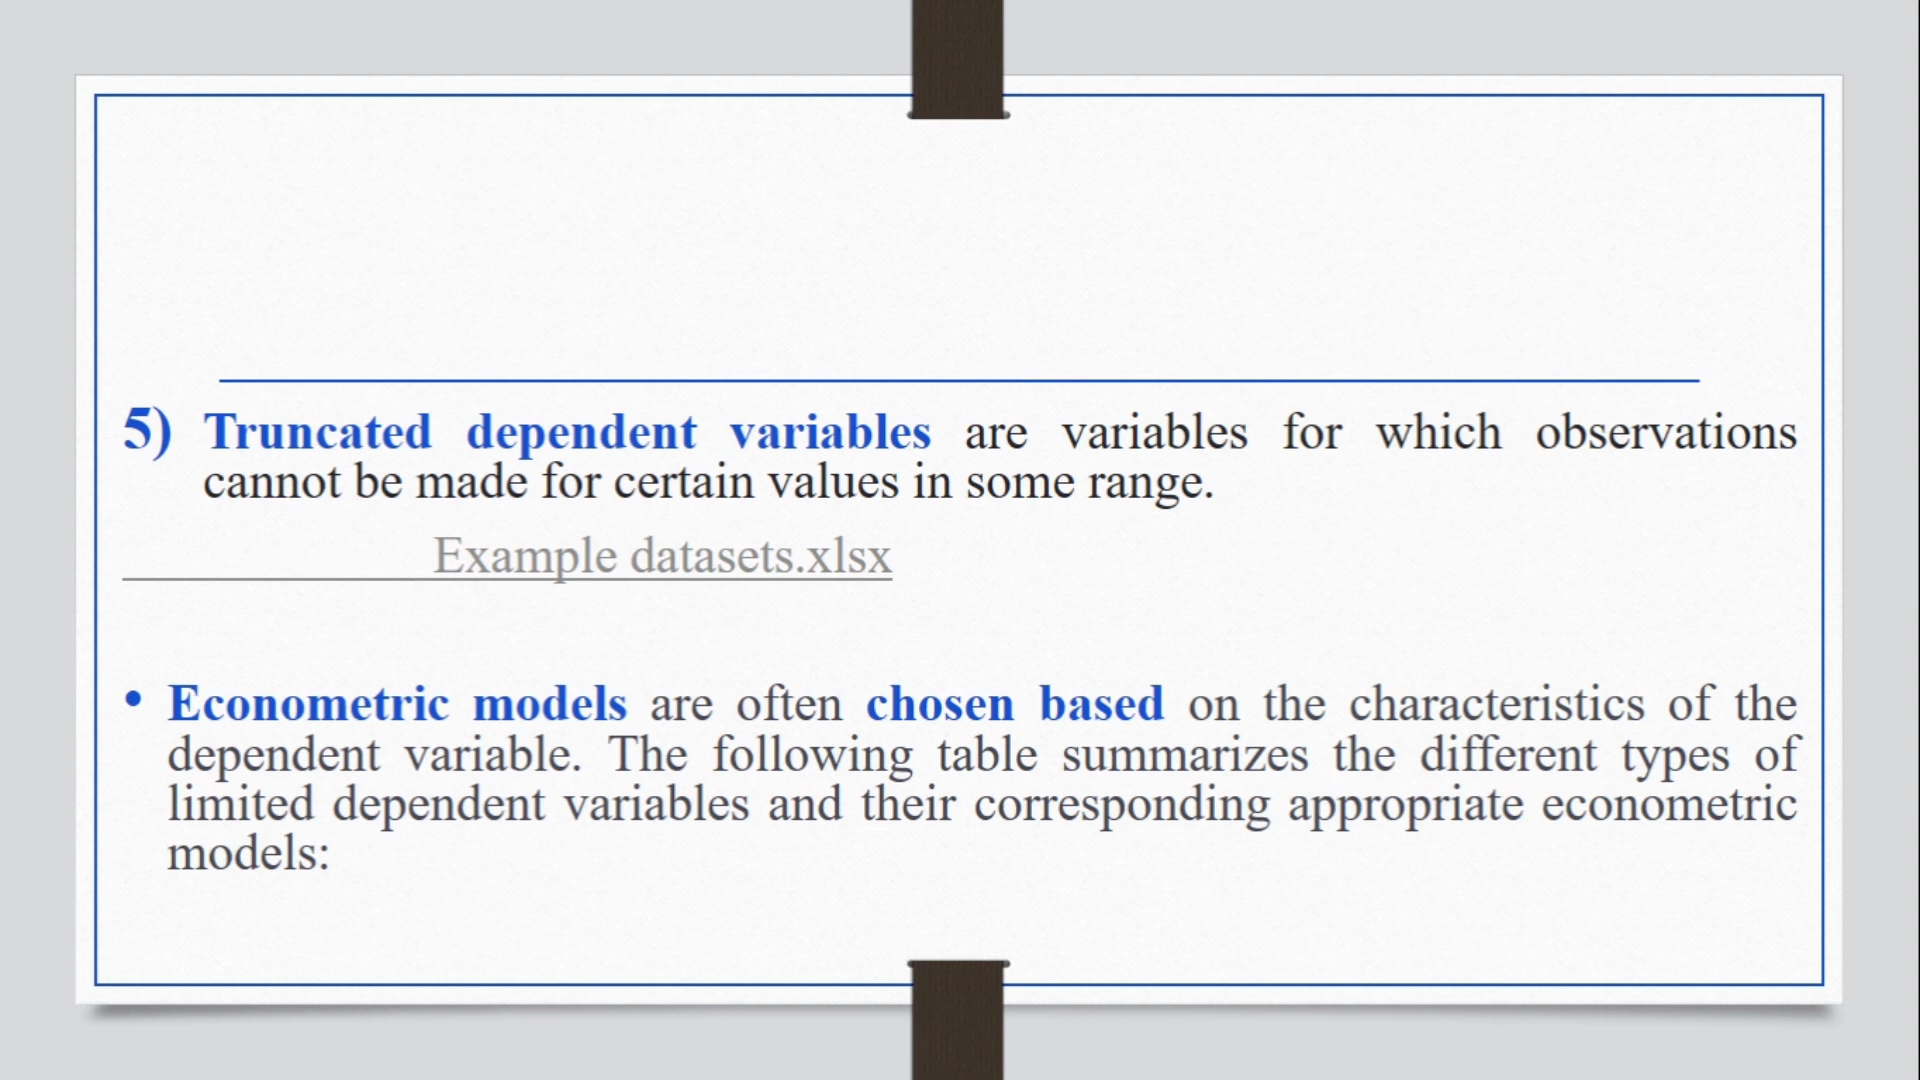 5) Truncated dependent variables are variables for which observations
cannot be made for certain values in some range.
Example datasets.xlsx
• Econometric models are often chosen based on the characteristics of the
dependent variable. The following table summarizes the different types of
limited dependent variables and their corresponding appropriate econometric
models: